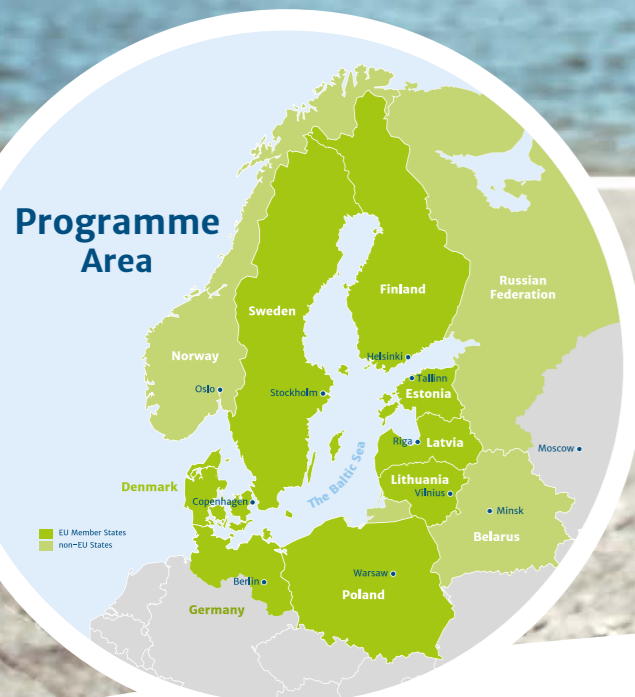 Programme
Area
Finland
Russian
Federation
Sweden
Norway
Helsinki
Tallinn
Oslo
Stockholm
Estonia
Riga
Latvia
Moscow
The Baltic Sea
Lithuania
Denmark
Vilnius
Copenhagen
Minsk
EU Member States
non-EU States
Belarus
Warsaw
Berlin
Poland
Germany